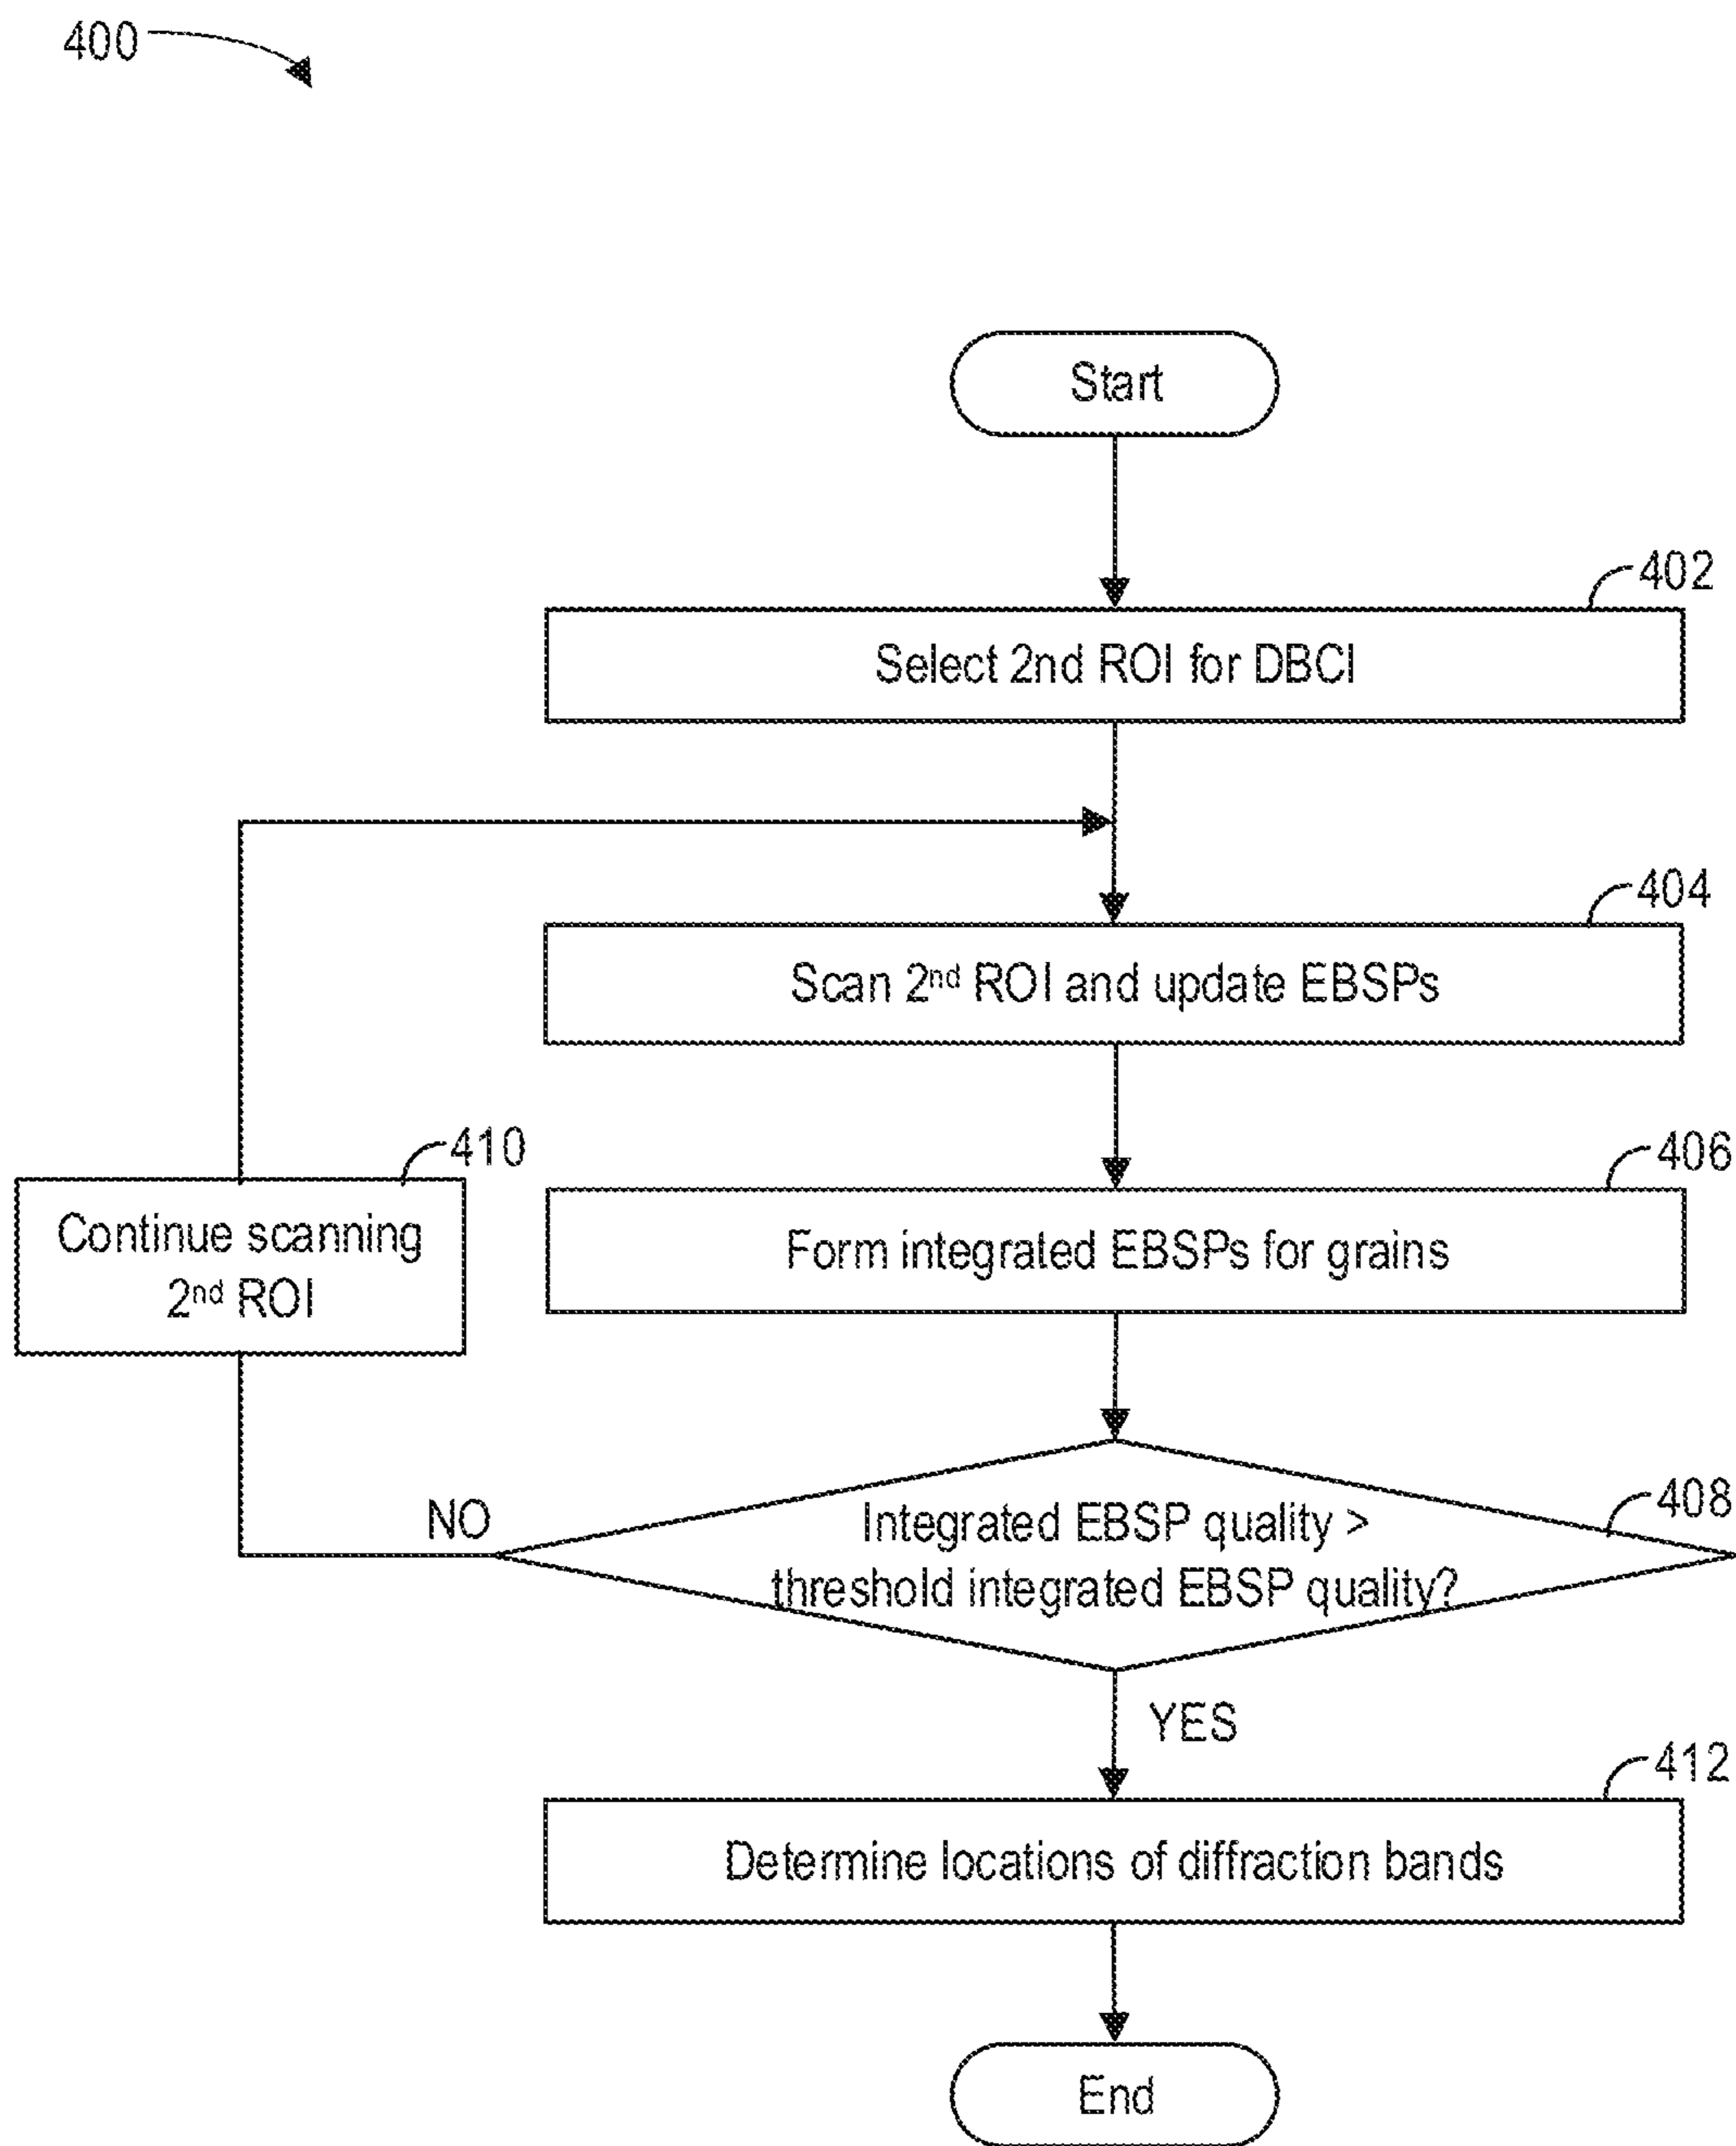 400
Start
402
Select 2nd ROI for DBCI
404
Scan 2nd ROI and update EBSPs
410
Continue scanning
2nd ROI
406
Form integrated EBSPs for grains
408
NO
Integrated EBSP quality >
threshold integrated EBSP quality?
YES
412
Determine locations of diffraction bands
End